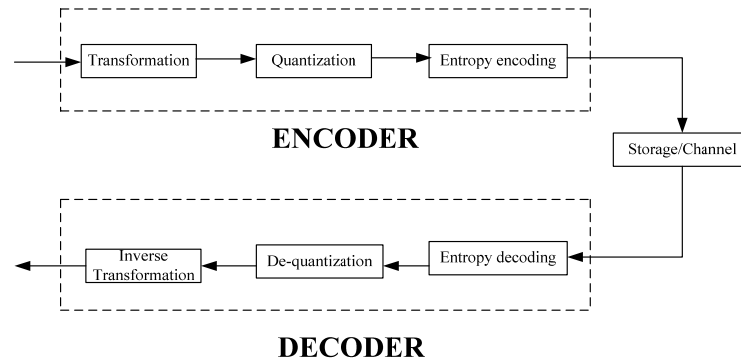 Transformation
Quantization
Entropy encoding
ENCODER
Storage/Channel
Inverse
Transformation
De-quantization
Entropy decoding
DECODER